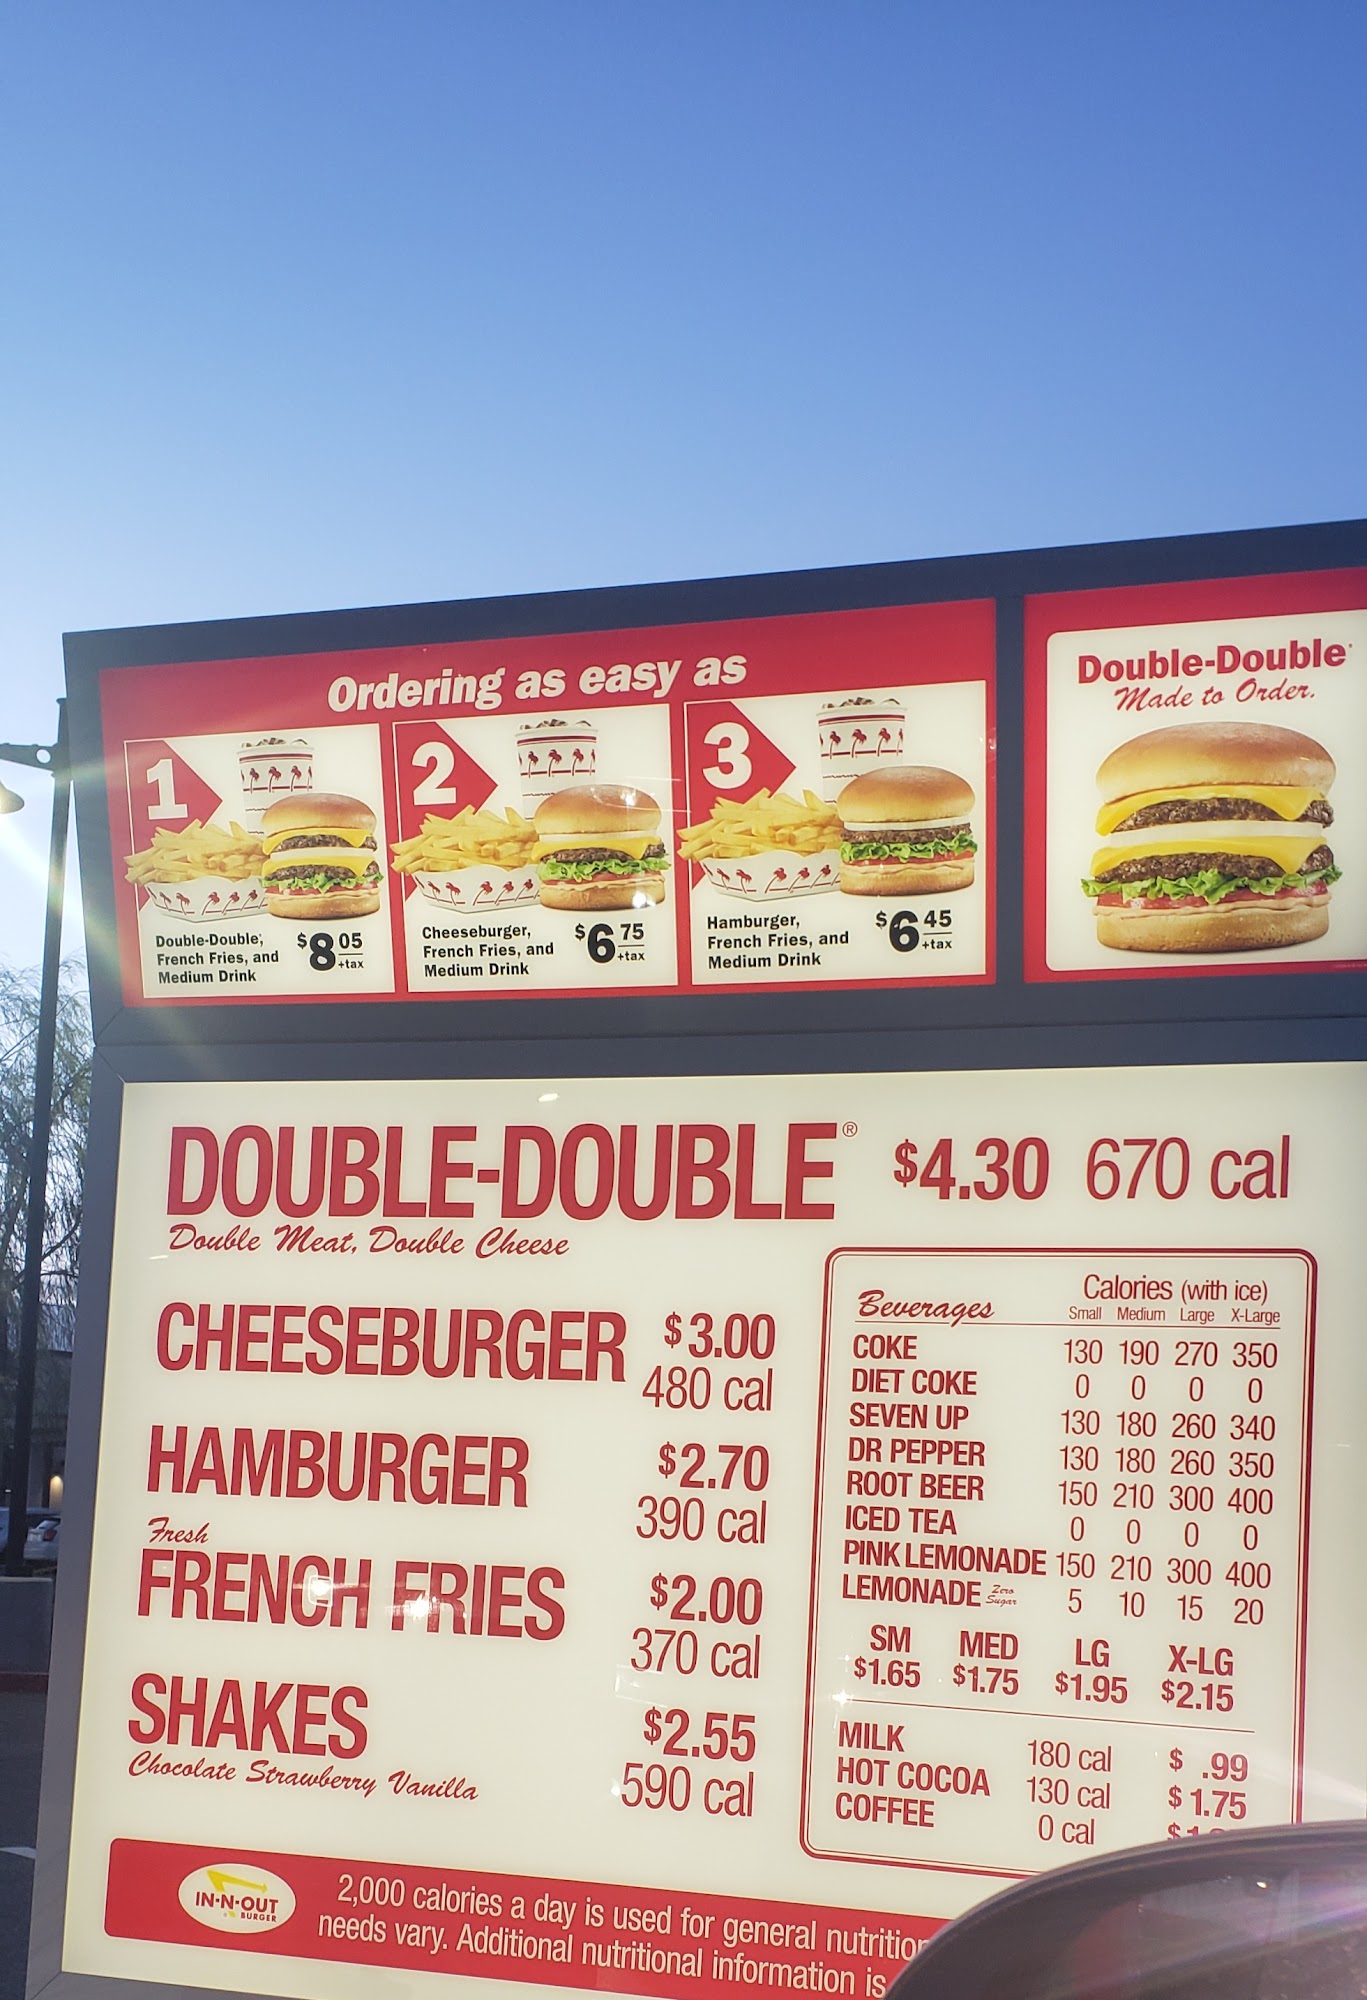 Ordering as easy as
1
Double-Double,
French Fries, and
Medium Drink
$8 05
+tax
2
Cheeseburger,
French Fries, and
Medium Drink
$6 75
+tax
3
Hamburger,
French Fries, and
Medium Drink
$6 45
+tax
Double-Double
Made to Order.
DOUBLE-DOUBLE® $4.30 670 cal
Double Meat, Double Cheese
CHEESEBURGER $3.00
480 cal
HAMBURGER $2.70
390 cal
Fresh
FRENCH FRIES $2.00
370 cal
SHAKES $2.55
Chocolate Strawberry Vanilla 590 cal
Calories (with ice)
Beverages Small Medium Large X-Large
COKE 130 190 270 350
DIET COKE 0 0 0 0
SEVEN UP 130 180 260 340
DR PEPPER 130 180 260 350
ROOT BEER 150 210 300 400
ICED TEA 0 0 0 0
PINK LEMONADE 150 210 300 400
LEMONADE Zero Sugar 5 10 15 20
SM MED LG X-LG
$1.65 $1.75 $1.95 $2.15
MILK 180 cal $ .99
HOT COCOA 130 cal $1.75
COFFEE 0 cal
IN-N-OUT
BURGER
2,000 calories a day is used for general
needs vary. Additional nutritional information is